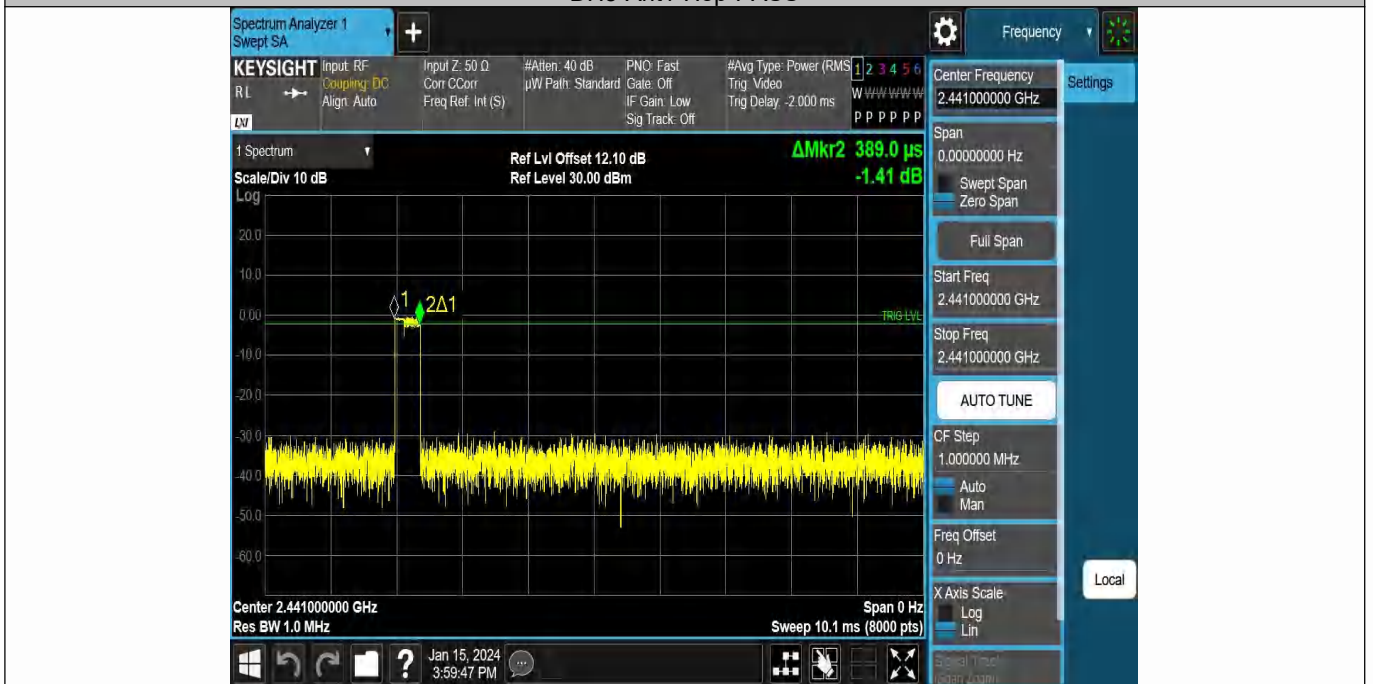 Spectrum Analyzer 1
Swept SA
+
Frequency
KEYSIGHT
Input: RF
Coupling: DC
Align: Auto
Input Z: 50 Ω
Corr CCorr
Freq Ref: Int (S)
#Atten: 40 dB
µW Path: Standard
PNO: Fast
Gate: Off
IF Gain: Low
Sig Track: Off
#Avg Type: Power (RMS
Trig: Video
Trig Delay: -2.000 ms
1 2 3 4 5 6
W W W W W W
P P P P P P
RL
LXI
Center Frequency
2.441000000 GHz
Settings
1 Spectrum
Scale/Div 10 dB
Ref Lvl Offset 12.10 dB
Ref Level 30.00 dBm
ΔMkr2 389.0 µs
-1.41 dB
Span
0.00000000 Hz
Swept Span
Zero Span
Full Span
Start Freq
2.441000000 GHz
Stop Freq
2.441000000 GHz
AUTO TUNE
CF Step
1.000000 MHz
Auto
Man
Freq Offset
0 Hz
X Axis Scale
Log
Lin
Local
Log
20.0
10.0
0.00
-10.0
-20.0
-30.0
-40.0
-50.0
-60.0
1
2Δ1
TRIG LVL
Center 2.441000000 GHz
Res BW 1.0 MHz
Span 0 Hz
Sweep 10.1 ms (8000 pts)
?
Jan 15, 2024
3:59:47 PM
Signal Track
(Span Zoom)